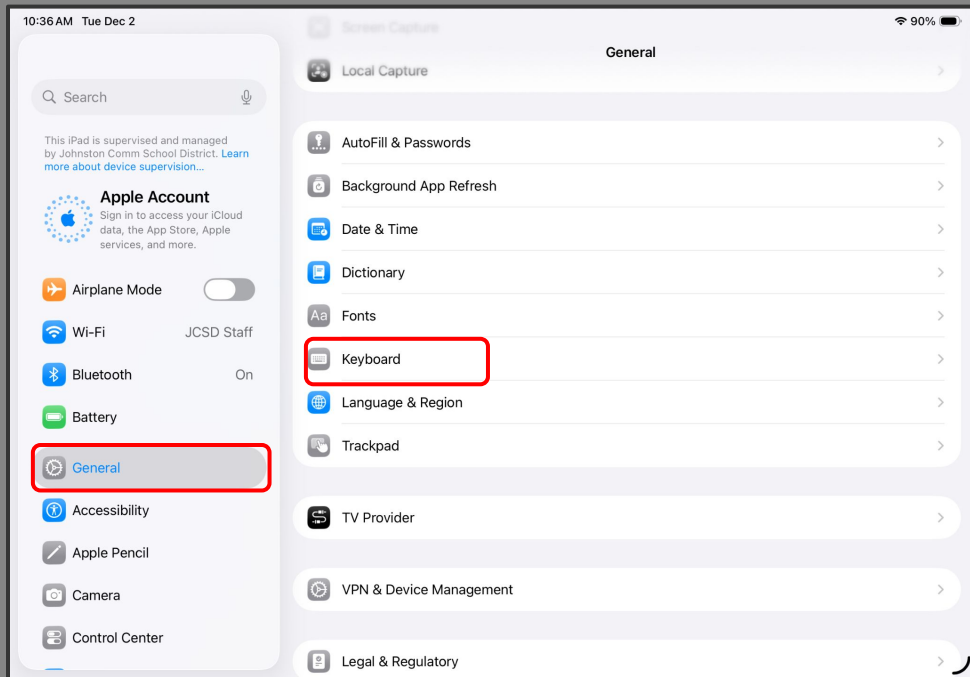 10:36 AM Tue Dec 2
90%
Search
This iPad is supervised and managed
by Johnston Comm School District. Learn
more about device supervision...
Apple Account
Sign in to access your iCloud
data, the App Store, Apple
services, and more.
Airplane Mode
Wi-Fi JCSD Staff
Bluetooth On
Battery
General
Accessibility
Apple Pencil
Camera
Control Center
Screen Capture
General
Local Capture
AutoFill & Passwords
Background App Refresh
Date & Time
Dictionary
Aa Fonts
Keyboard
Language & Region
Trackpad
TV Provider
VPN & Device Management
Legal & Regulatory